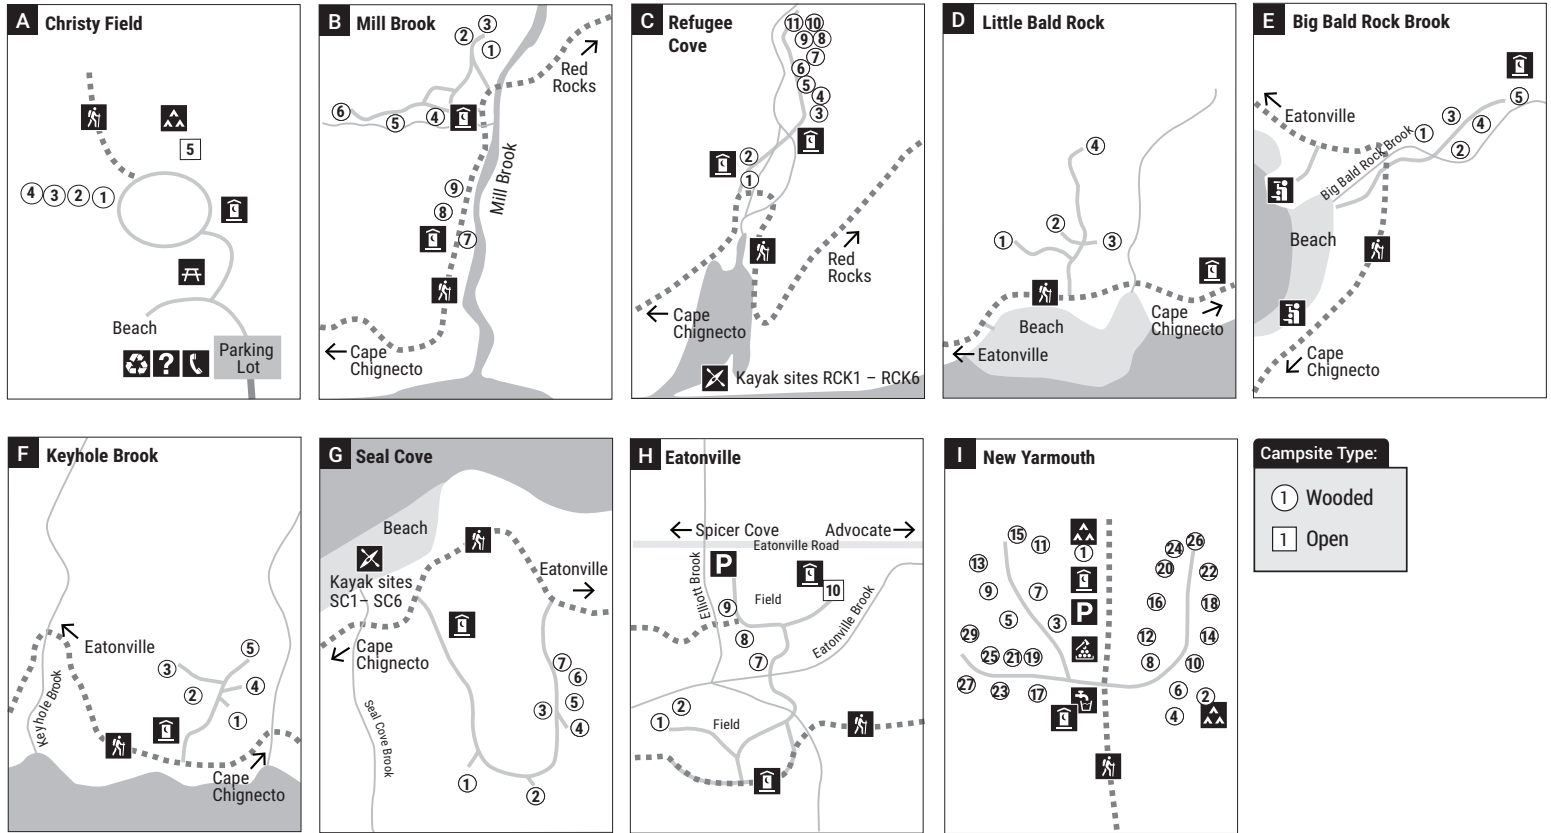 A Christy Field
5
4 3 2 1
Beach
?
Parking
Lot
B Mill Brook
3
2
1
Red
Rocks
6
5
4
Mill Brook
9
8
7
Cape
Chignecto
C Refugee
Cove
11 10
9 8
7
6
5
4
3
2
1
Red
Rocks
Cape
Chignecto
Kayak sites RCK1 – RCK6
D Little Bald Rock
4
2
1
3
Beach
Cape
Chignecto
Eatonville
E Big Bald Rock Brook
5
Eatonville
3
4
1
2
Big Bald Rock Brook
Beach
Cape
Chignecto
F Keyhole Brook
Eatonville
5
3
4
2
1
Keyhole Brook
Cape
Chignecto
G Seal Cove
Beach
Kayak sites
SC1– SC6
Eatonville
Cape
Chignecto
7
6
5
3
4
Seal Cove Brook
1
2
H Eatonville
Spicer Cove
Advocate
Eatonville Road
P
Elliott Brook
10
Field
9
8
7
Eatonville Brook
2
1
Field
I New Yarmouth
15
11
1
24 26
13
20
22
9
7
P
16
18
5
3
29
12
14
25 21 19
8
10
27
23
17
6
2
4
Campsite Type:
1 Wooded
1 Open